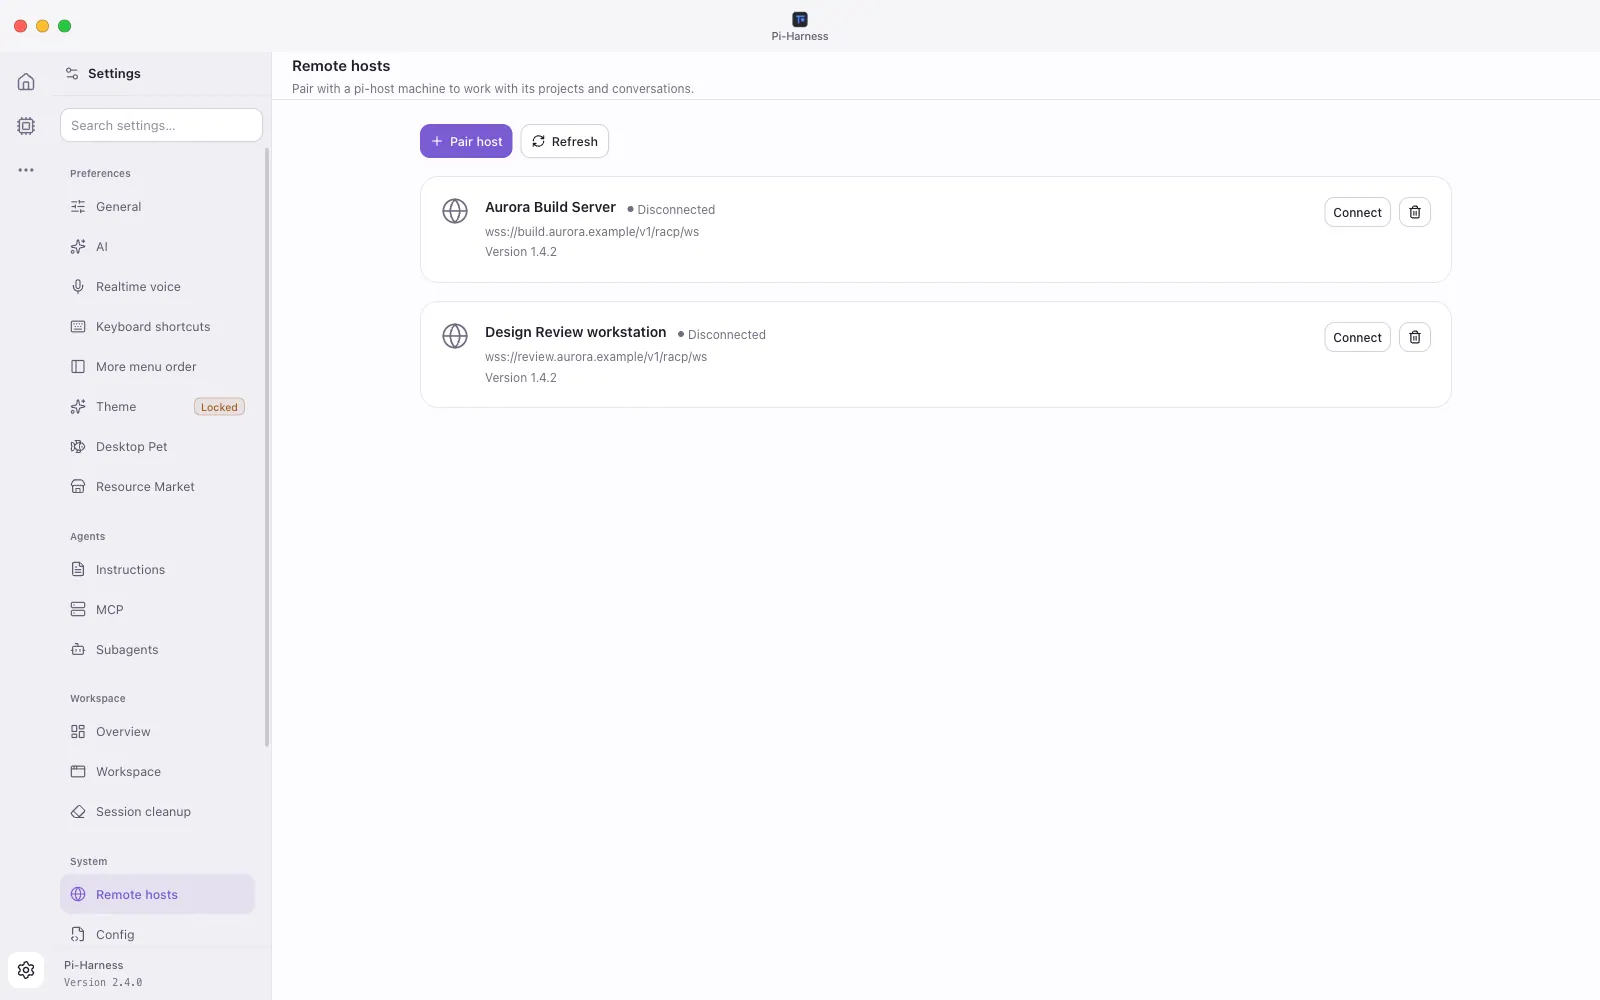 Pi-Harness
Settings
Search settings...
Preferences
General
AI
Realtime voice
Keyboard shortcuts
More menu order
Theme
Locked
Desktop Pet
Resource Market
Agents
Instructions
MCP
Subagents
Workspace
Overview
Workspace
Session cleanup
System
Remote hosts
Config
Pi-Harness
Version 2.4.0
Remote hosts
Pair with a pi-host machine to work with its projects and conversations.
Pair host
Refresh
Aurora Build Server
Disconnected
wss://build.aurora.example/v1/racp/ws
Version 1.4.2
Connect
Design Review workstation
Disconnected
wss://review.aurora.example/v1/racp/ws
Version 1.4.2
Connect